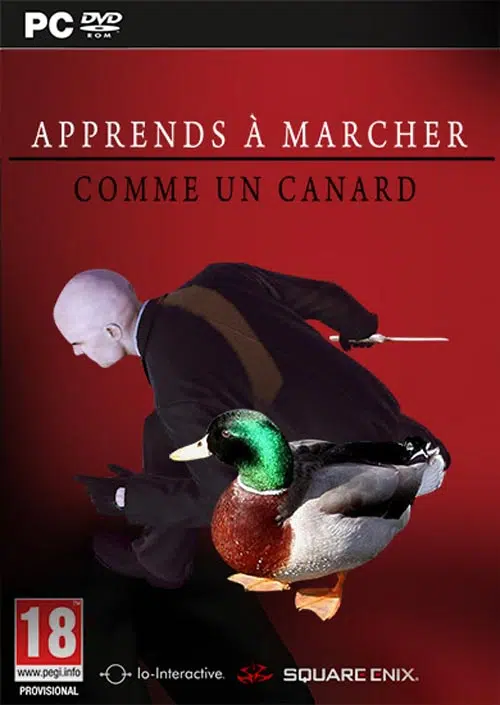 PC DVD
ROM
APPRENDS À MARCHER
COMME UN CANARD
18
www.pegi.info
PROVISIONAL
Io-Interactive.
SQUARE ENIX.